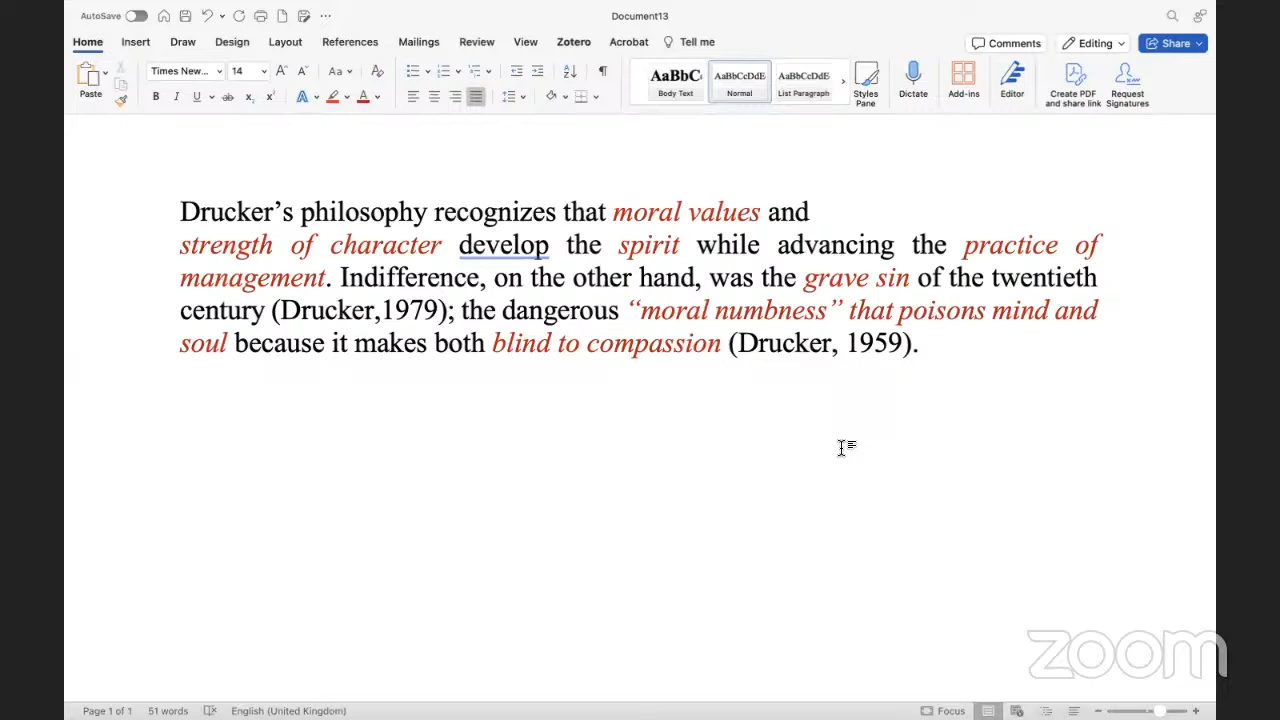 AutoSave Document13
Home Insert Draw Design Layout References Mailings Review View Zotero Acrobat Tell me Comments Editing Share
Paste Times New... 14 Aa AaBbC AaBbCcDdE AaBbCcDdE
Body Text Normal List Paragraph
B I U ab x x A A
Styles Pane
Dictate
Add-ins
Editor
Create PDF and share link
Request Signatures
Drucker’s philosophy recognizes that moral values and
strength of character develop the spirit while advancing the practice of
management. Indifference, on the other hand, was the grave sin of the twentieth
century (Drucker,1979); the dangerous “moral numbness” that poisons mind and
soul because it makes both blind to compassion (Drucker, 1959).
zoom
Page 1 of 1 51 words English (United Kingdom) Focus